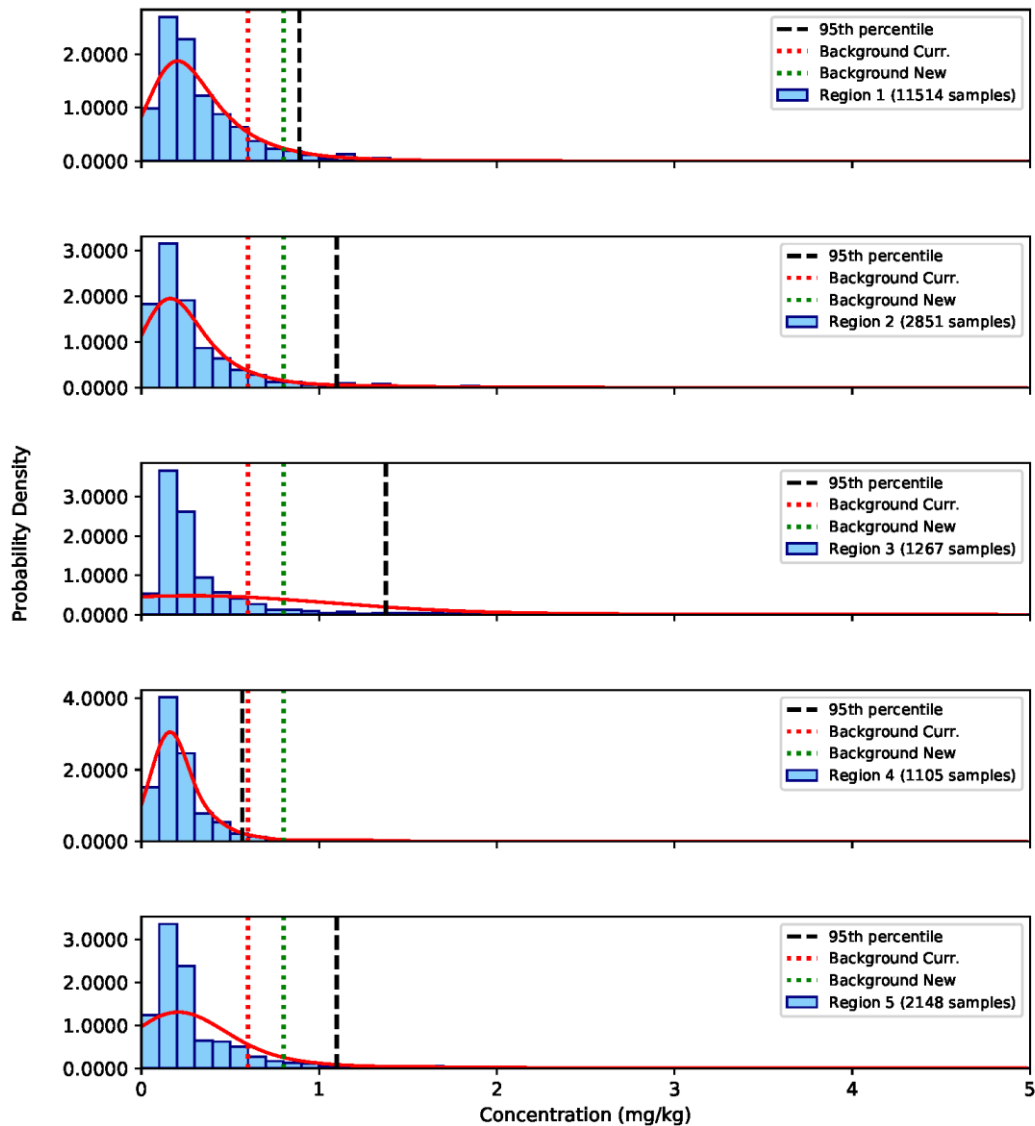 2.0000
1.0000
0.0000
95th percentile
Background Curr.
Background New
Region 1 (11514 samples)
3.0000
2.0000
1.0000
0.0000
95th percentile
Background Curr.
Background New
Region 2 (2851 samples)
Probability Density
3.0000
2.0000
1.0000
0.0000
95th percentile
Background Curr.
Background New
Region 3 (1267 samples)
4.0000
2.0000
0.0000
95th percentile
Background Curr.
Background New
Region 4 (1105 samples)
3.0000
2.0000
1.0000
0.0000
95th percentile
Background Curr.
Background New
Region 5 (2148 samples)
0 1 2 3 4 5
Concentration (mg/kg)